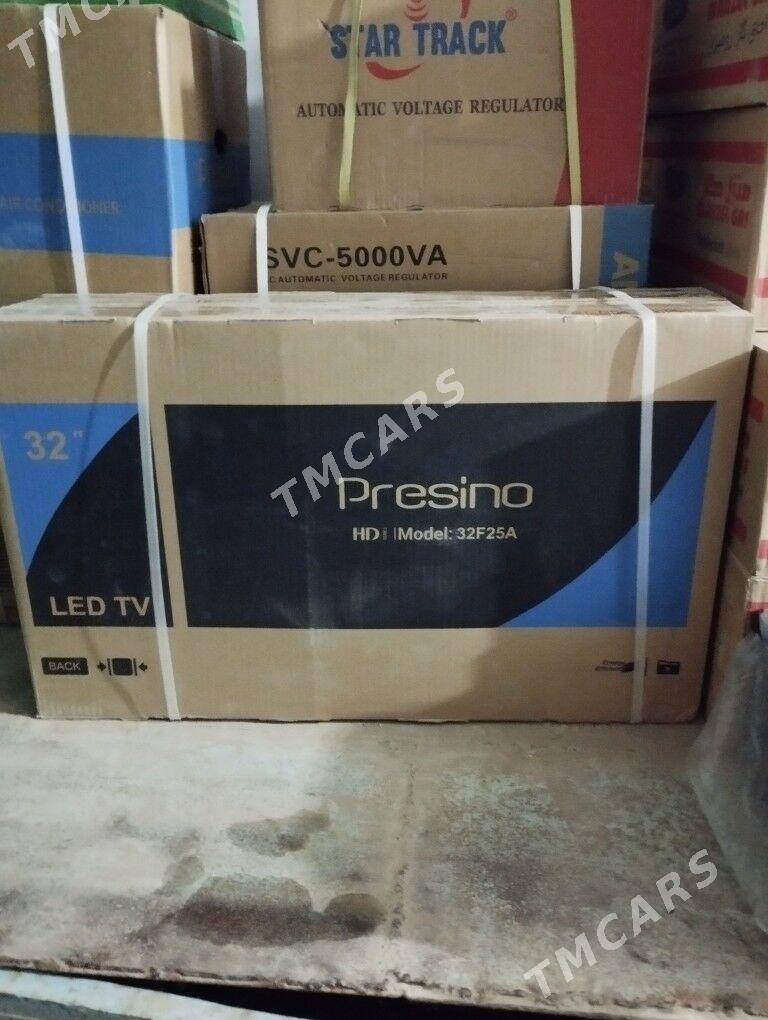 TMCARS
STAR TRACK®
AUTOMATIC VOLTAGE REGULATOR
AIR CONDITIONER
SVC-5000VA
AUTOMATIC VOLTAGE REGULATOR
32"
TMCARS
Presino
HD | Model: 32F25A
LED TV
BACK
TMCARS